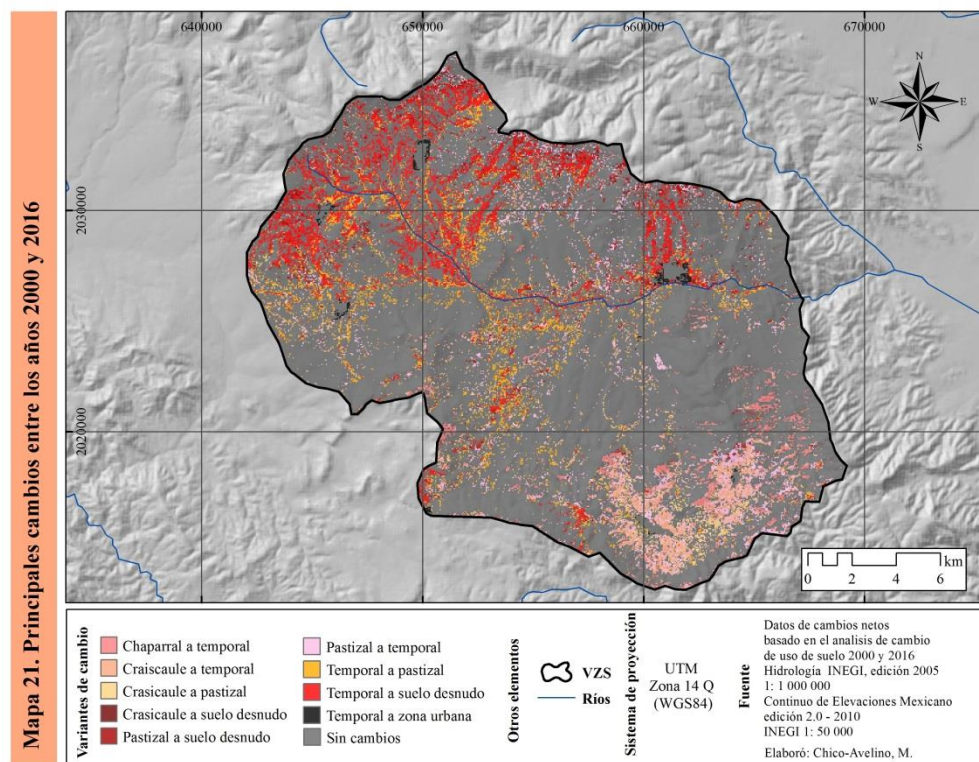 Mapa 21. Principales cambios entre los años 2000 y 2016
640000
650000
660000
670000
2030000
2020000
N
W
E
S
km
0
2
4
6
Variantes de cambio
Chaparral a temporal
Craiscaule a temporal
Crasicaule a pastizal
Crasicaule a suelo desnudo
Pastizal a suelo desnudo
Pastizal a temporal
Temporal a pastizal
Temporal a suelo desnudo
Temporal a zona urbana
Sin cambios
Otros elementos
VZS
Ríos
Sistema de proyección
UTM
Zona 14 Q
(WGS84)
Fuente
Datos de cambios netos
basado en el analisis de cambio
de uso de suelo 2000 y 2016
Hidrología INEGI, edición 2005
1: 1 000 000
Continuo de Elevaciones Mexicano
edición 2.0 - 2010
INEGI 1: 50 000
Elaboró: Chico-Avelino, M.